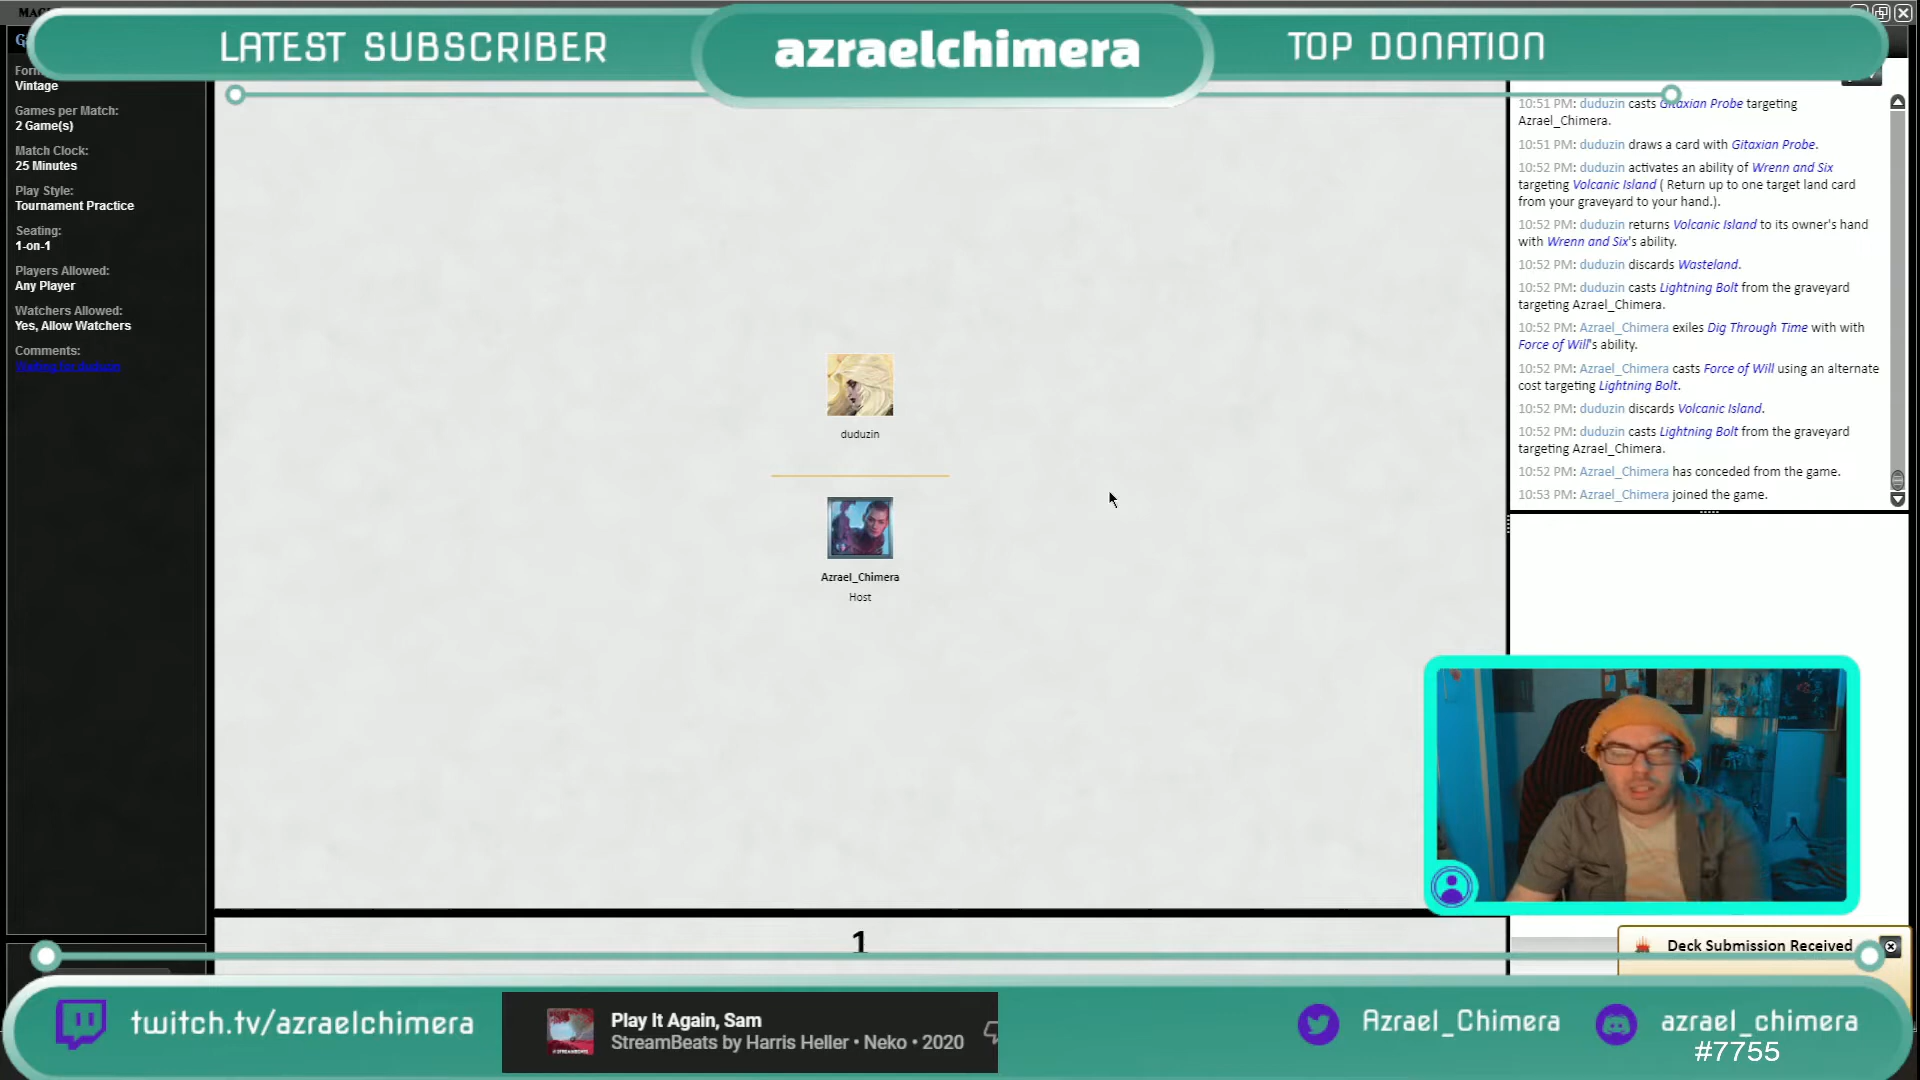 MAG
LATEST SUBSCRIBER
azraelchimera
TOP DONATION
Vintage
Games per Match:
2 Game(s)
Match Clock:
25 Minutes
Play Style:
Tournament Practice
Seating:
1-on-1
Players Allowed:
Any Player
Watchers Allowed:
Yes, Allow Watchers
Comments:
Waiting for duduzin
duduzin
Azrael_Chimera
Host
10:51 PM: duduzin casts Gitaxian Probe targeting
Azrael_Chimera.
10:51 PM: duduzin draws a card with Gitaxian Probe.
10:52 PM: duduzin activates an ability of Wrenn and Six
targeting Volcanic Island ( Return up to one target land card
from your graveyard to your hand.).
10:52 PM: duduzin returns Volcanic Island to its owner's hand
with Wrenn and Six's ability.
10:52 PM: duduzin discards Wasteland.
10:52 PM: duduzin casts Lightning Bolt from the graveyard
targeting Azrael_Chimera.
10:52 PM: Azrael_Chimera exiles Dig Through Time with with
Force of Will's ability.
10:52 PM: Azrael_Chimera casts Force of Will using an alternate
cost targeting Lightning Bolt.
10:52 PM: duduzin discards Volcanic Island.
10:52 PM: duduzin casts Lightning Bolt from the graveyard
targeting Azrael_Chimera.
10:52 PM: Azrael_Chimera has conceded from the game.
10:53 PM: Azrael_Chimera joined the game.
1
Deck Submission Received
twitch.tv/azraelchimera
Play It Again, Sam
StreamBeats by Harris Heller • Neko • 2020
Azrael_Chimera
azrael_chimera
#7755